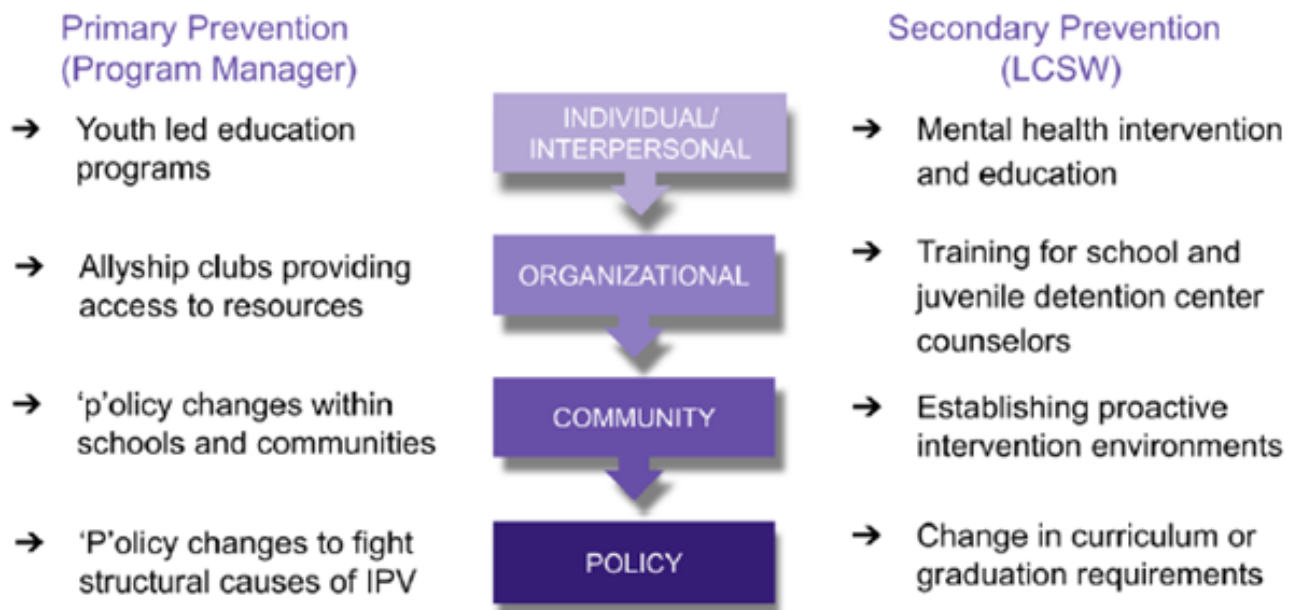 Primary Prevention
(Program Manager)
➔ Youth led education
programs
➔ Allyship clubs providing
access to resources
➔ ‘p’olicy changes within
schools and communities
➔ ‘P’olicy changes to fight
structural causes of IPV
INDIVIDUAL/
INTERPERSONAL
ORGANIZATIONAL
COMMUNITY
POLICY
Secondary Prevention
(LCSW)
➔ Mental health intervention
and education
➔ Training for school and
juvenile detention center
counselors
➔ Establishing proactive
intervention environments
➔ Change in curriculum or
graduation requirements